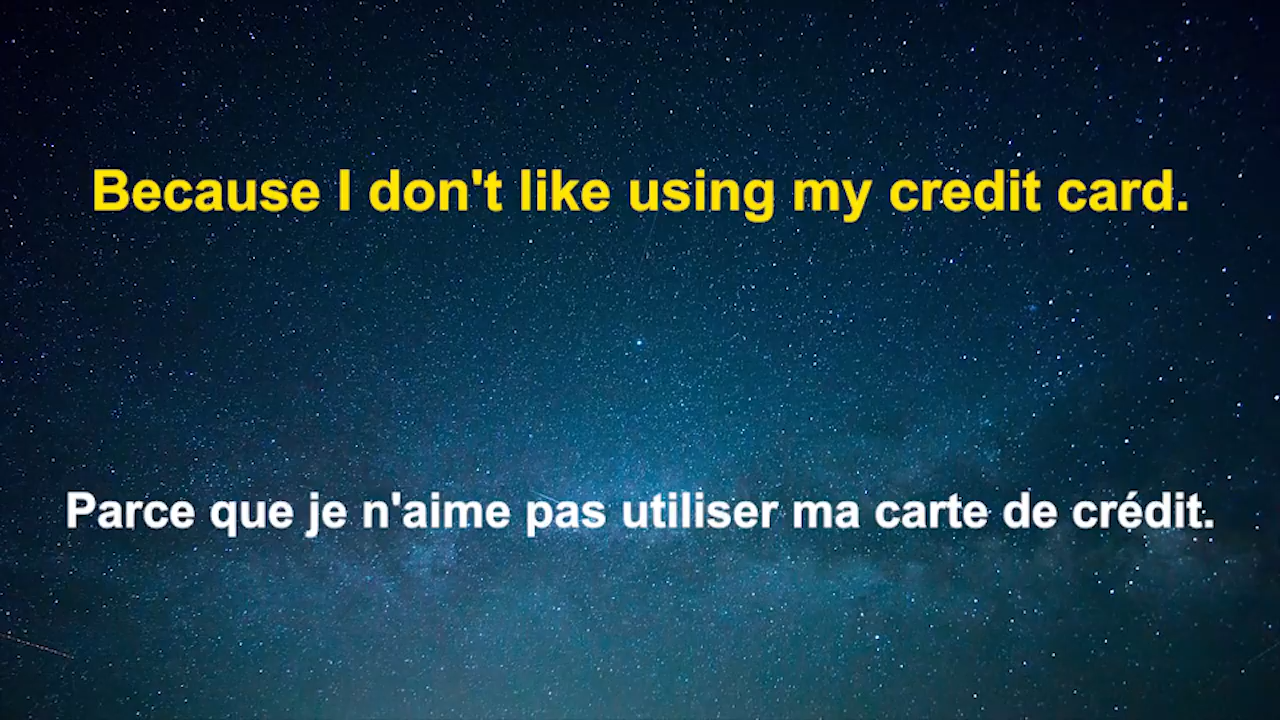 Because I don't like using my credit card.
Parce que je n'aime pas utiliser ma carte de crédit.